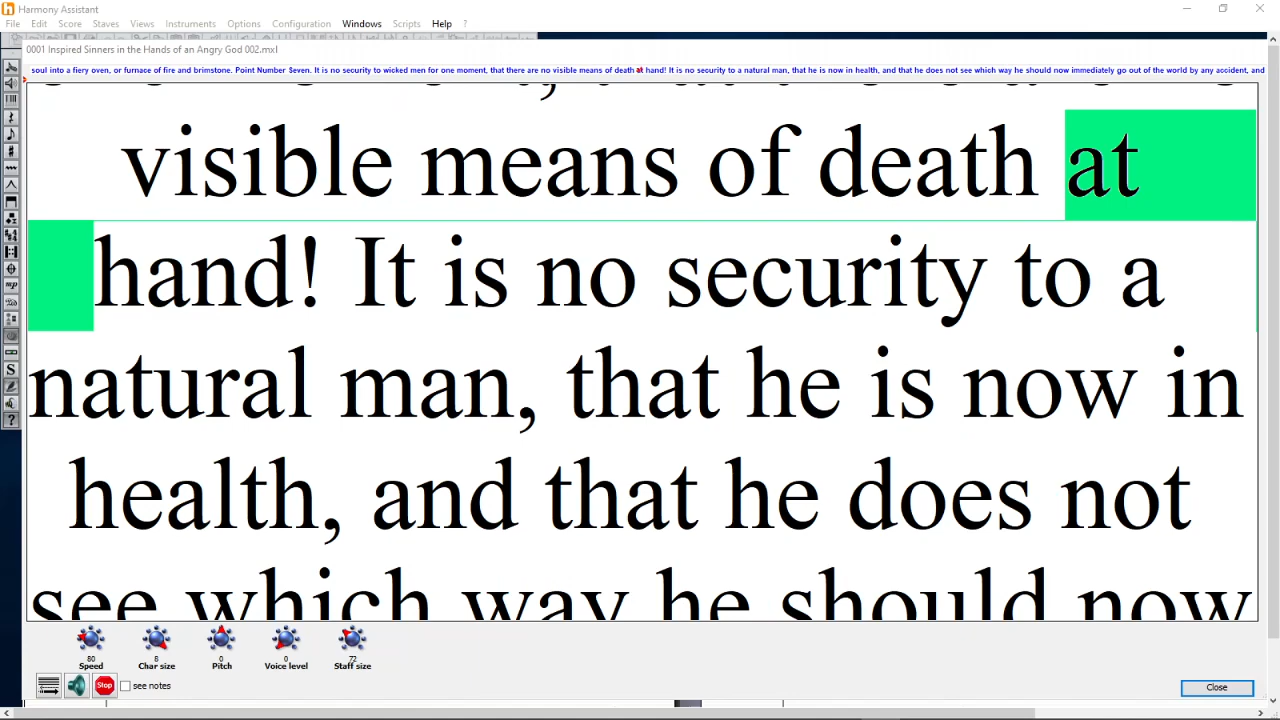 Harmony Assistant
File Edit Score Staves Views Instruments Options Configuration Windows Scripts Help ?
0001 Inspired Sinners in the Hands of an Angry God 002.mxl
soul into a fiery oven, or furnace of fire and brimstone. Point Number Seven. It is no security to wicked men for one moment, that there are no visible means of death at hand! It is no security to a natural man, that he is now in health, and that he does not see which way he should now immediately go out of the world by any accident, and
visible means of death at
hand! It is no security to a
natural man, that he is now in
health, and that he does not
see which way he should now
80 6 0 0 72
Speed Char size Pitch Voice level Staff size
Stop see notes
Close